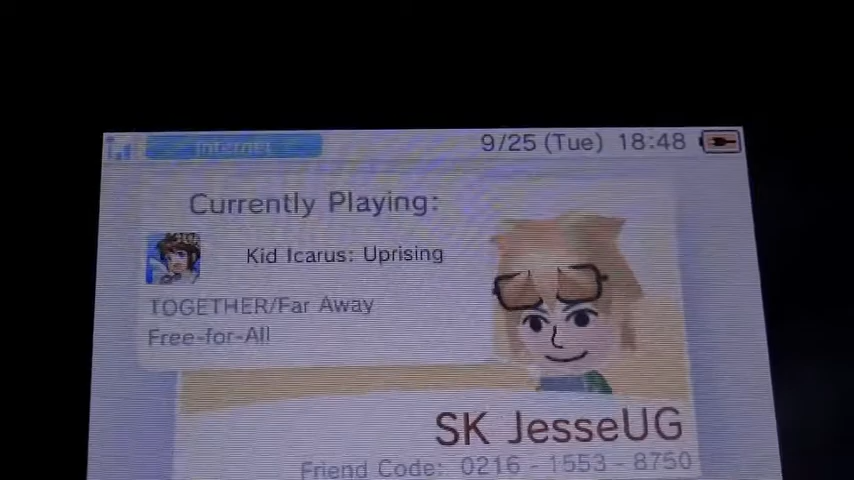 Internet 9/25 (Tue) 18:48
Currently Playing:
Kid Icarus: Uprising
TOGETHER/Far Away
Free-for-All
SK JesseUG
Friend Code: 0216 - 1553 - 8750